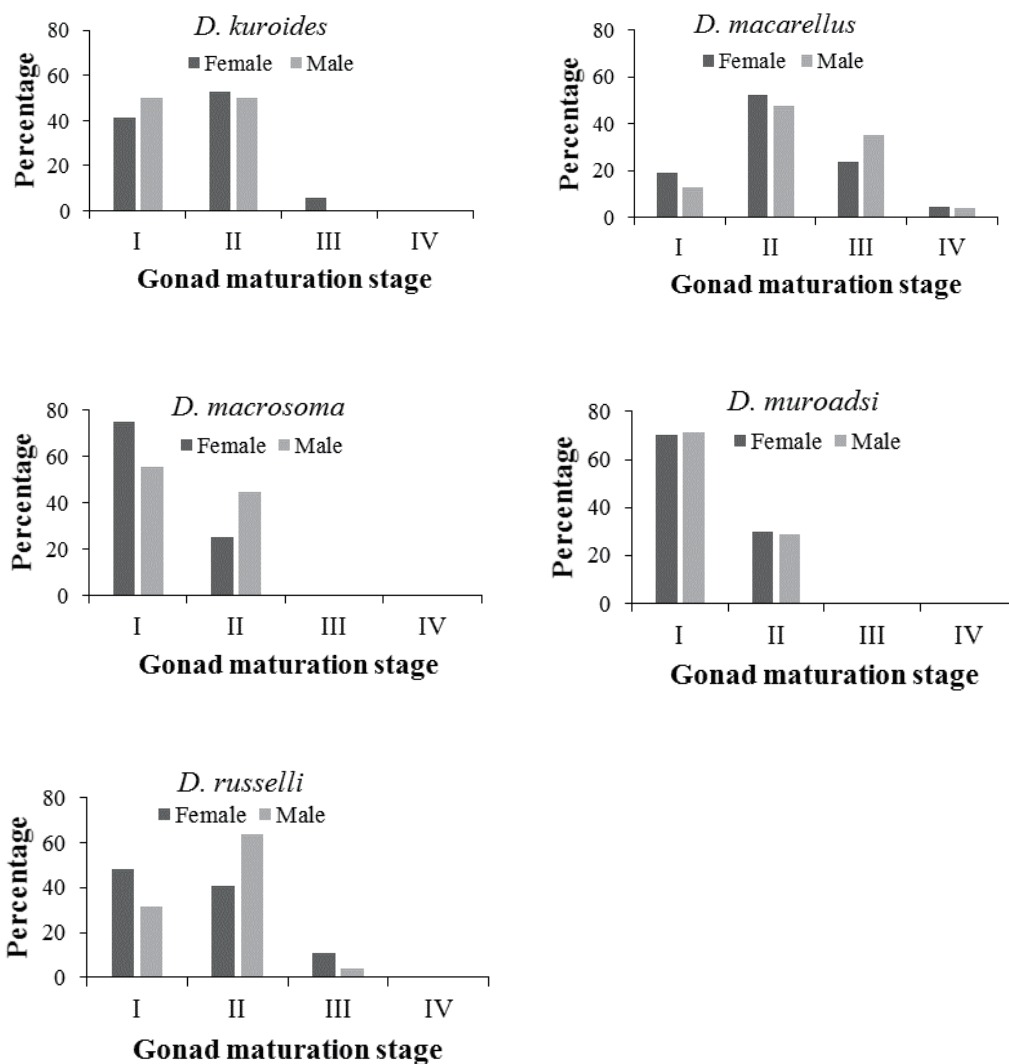 D. kuroides
Female Male
80
60
40
20
0
Percentage
I II III IV
Gonad maturation stage
D. macarellus
Female Male
80
60
40
20
0
Percentage
I II III IV
Gonad maturation stage
D. macrosoma
Female Male
80
60
40
20
0
Percentage
I II III IV
Gonad maturation stage
D. muroadsi
Female Male
80
60
40
20
0
Percentage
I II III IV
Gonad maturation stage
D. russelli
Female Male
80
60
40
20
0
Percentage
I II III IV
Gonad maturation stage